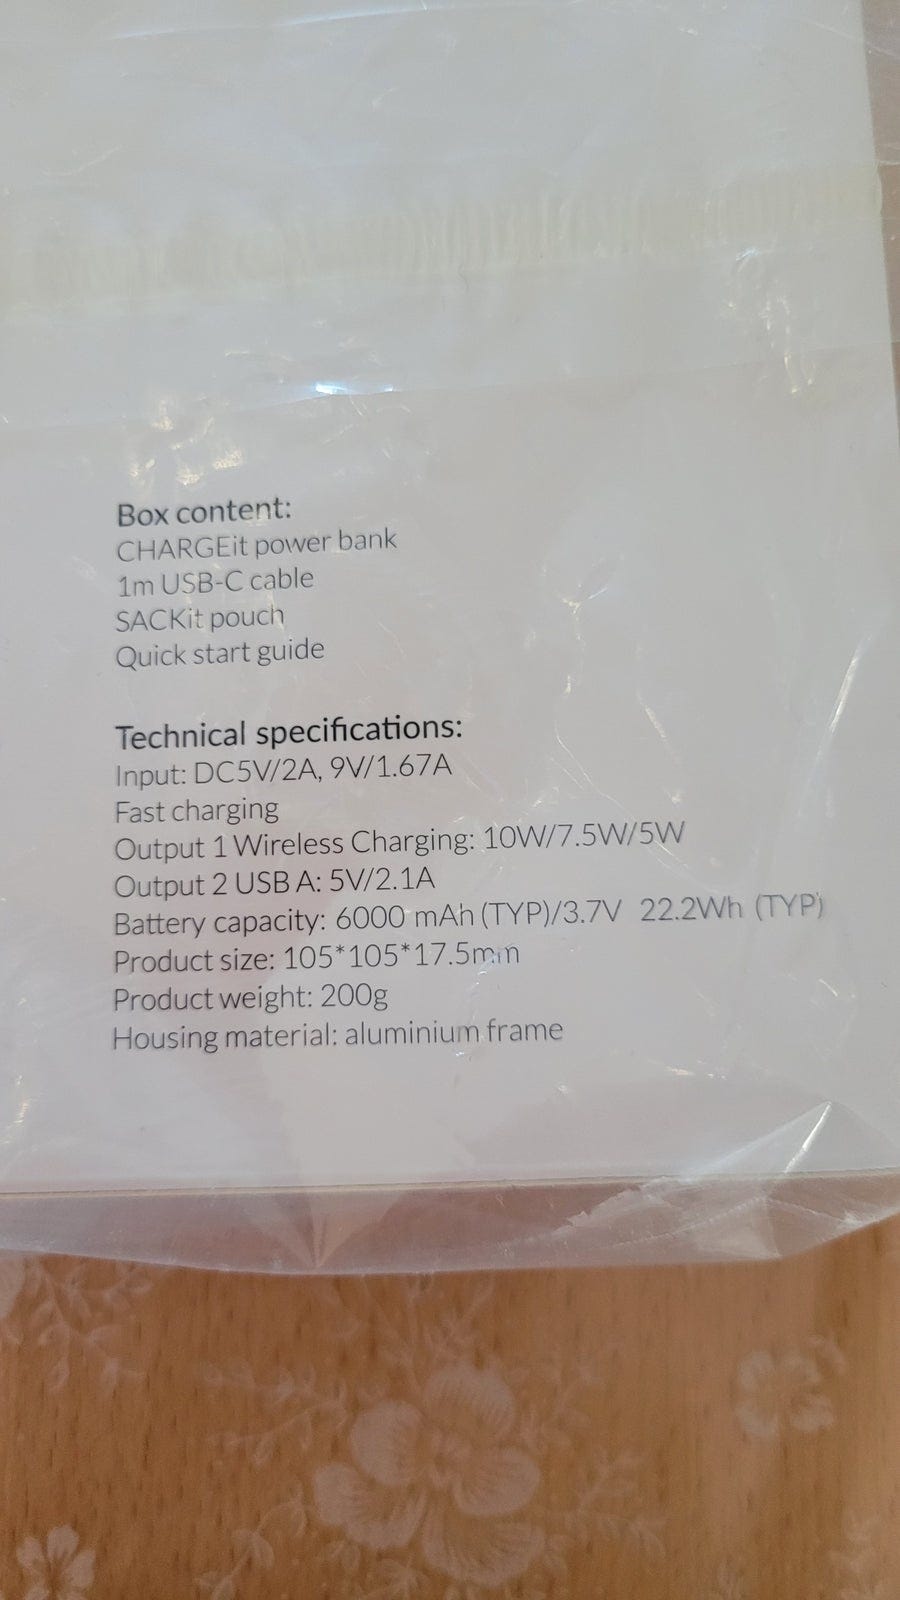 Box content:
CHARGEit power bank
1m USB-C cable
SACKit pouch
Quick start guide
Technical specifications:
Input: DC5V/2A, 9V/1.67A
Fast charging
Output 1 Wireless Charging: 10W/7.5W/5W
Output 2 USB A: 5V/2.1A
Battery capacity: 6000 mAh (TYP)/3.7V 22.2Wh (TYP)
Product size: 105*105*17.5mm
Product weight: 200g
Housing material: aluminium frame